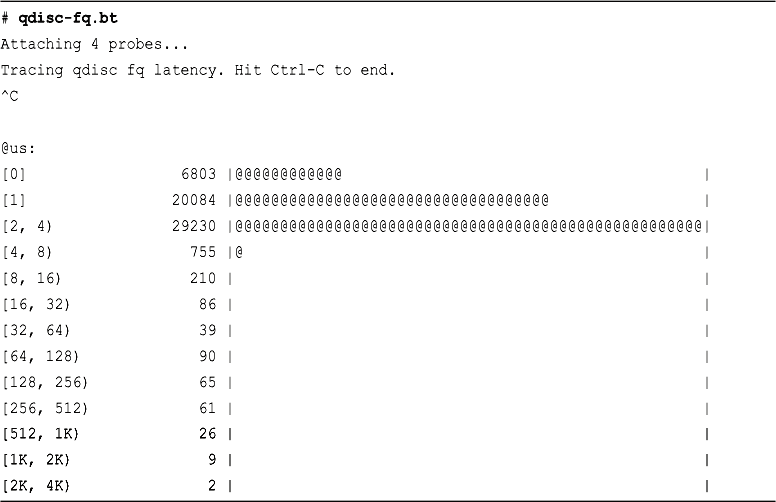 # qdisc-fq.bt
Attaching 4 probes...
Tracing qdisc fq latency. Hit Ctrl-C to end.
^C

@us:
[0]                  6803 |@@@@@@@@@@@@                                        |
[1]                 20084 |@@@@@@@@@@@@@@@@@@@@@@@@@@@@@@@@@@@                 |
[2, 4)              29230 |@@@@@@@@@@@@@@@@@@@@@@@@@@@@@@@@@@@@@@@@@@@@@@@@@@@@|
[4, 8)                755 |@                                                   |
[8, 16)               210 |                                                    |
[16, 32)               86 |                                                    |
[32, 64)               39 |                                                    |
[64, 128)              90 |                                                    |
[128, 256)             65 |                                                    |
[256, 512)             61 |                                                    |
[512, 1K)              26 |                                                    |
[1K, 2K)                9 |                                                    |
[2K, 4K)                2 |                                                    |